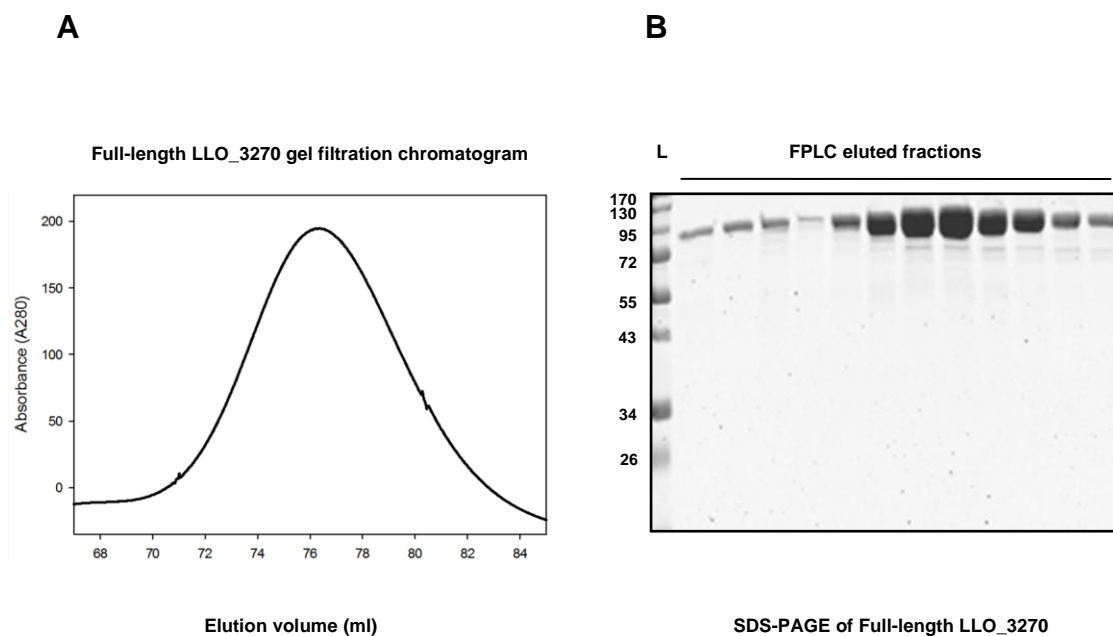 A
B
Full-length LLO_3270 gel filtration chromatogram
L
FPLC eluted fractions
Absorbance (A280)
200
150
100
50
0
68 70 72 74 76 78 80 82 84
Elution volume (ml)
170
130
95
72
55
43
34
26
SDS-PAGE of Full-length LLO_3270